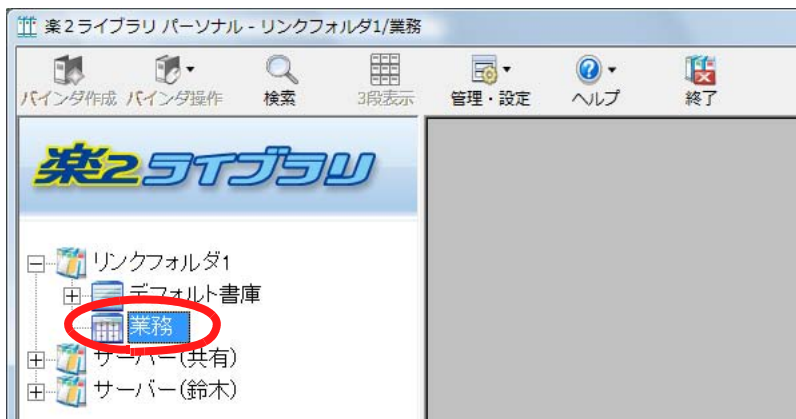 楽2ライブラリ パーソナル - リンクフォルダ1/業務
バインダ作成 バインダ操作 検索 3段表示 管理・設定 ヘルプ 終了
楽2ライブラリ
リンクフォルダ1
デフォルト書庫
業務
サーバー(共有)
サーバー(鈴木)